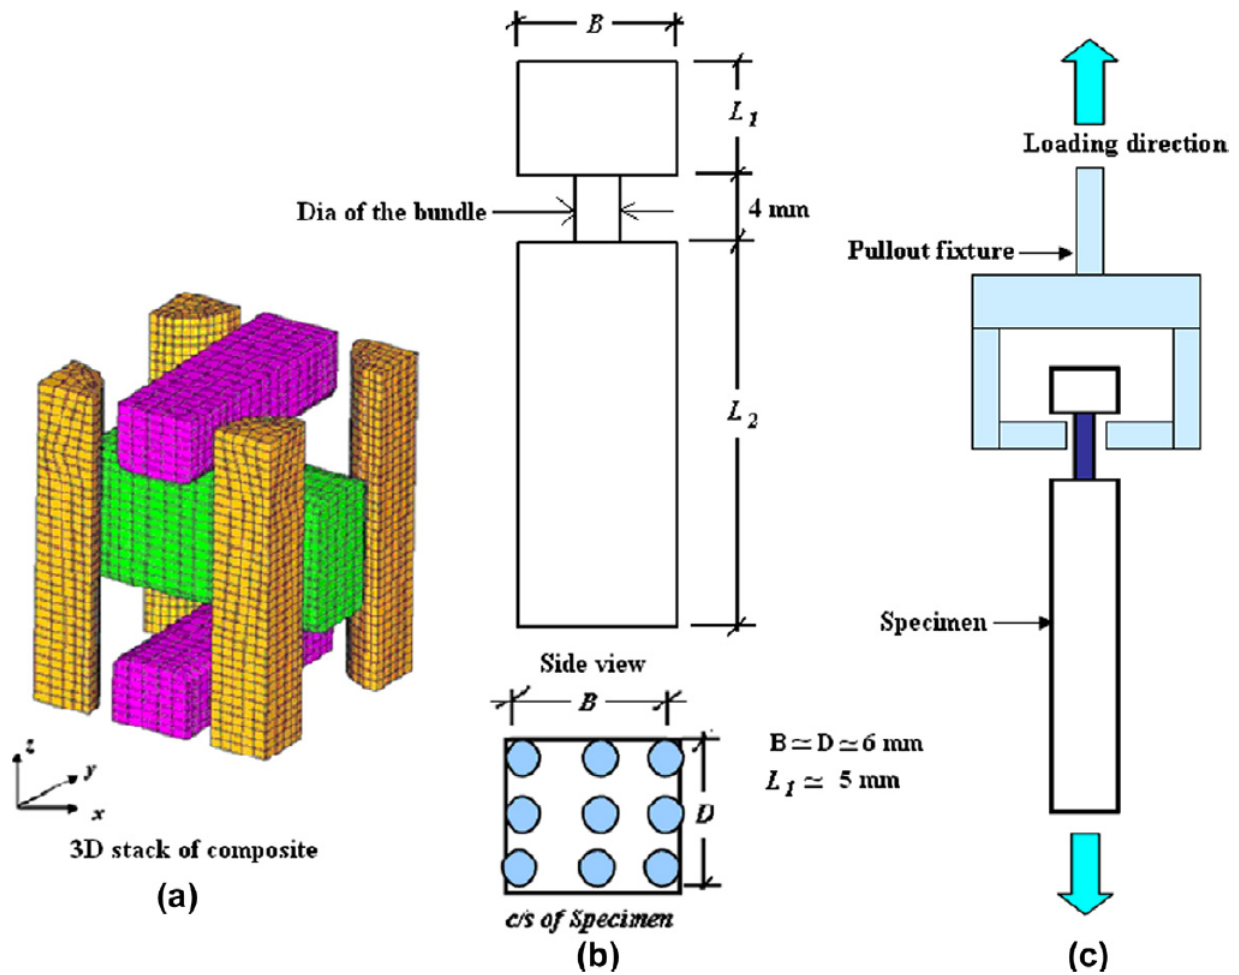 z
y
x
3D stack of composite
(a)
B
L1
Dia of the bundle
4 mm
L2
Side view
B
D
B ≃ D ≃ 6 mm
L1 ≃ 5 mm
c/s of Specimen
(b)
Loading direction
Pullout fixture
Specimen
(c)